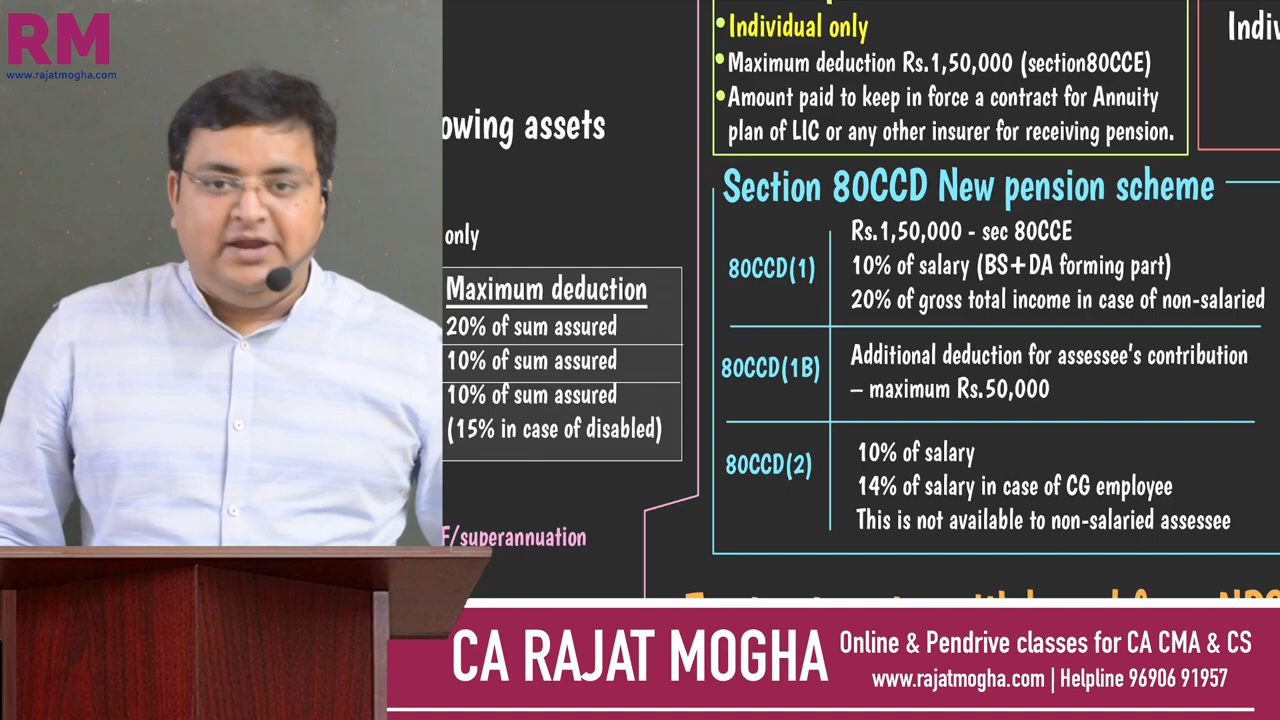 RM
www.rajatmogha.com
owing assets
only
Maximum deduction
20% of sum assured
10% of sum assured
10% of sum assured
(15% in case of disabled)
F/superannuation
•Individual only
•Maximum deduction Rs.1,50,000 (section80CCE)
•Amount paid to keep in force a contract for Annuity
plan of LIC or any other insurer for receiving pension.
Indiv
Section 80CCD New pension scheme
80CCD(1)
Rs.1,50,000 - sec 80CCE
10% of salary (BS+DA forming part)
20% of gross total income in case of non-salaried
80CCD(1B)
Additional deduction for assessee's contribution
– maximum Rs.50,000
80CCD(2)
10% of salary
14% of salary in case of CG employee
This is not available to non-salaried assessee
CA RAJAT MOGHA
Online & Pendrive classes for CA CMA & CS
www.rajatmogha.com | Helpline 96906 91957